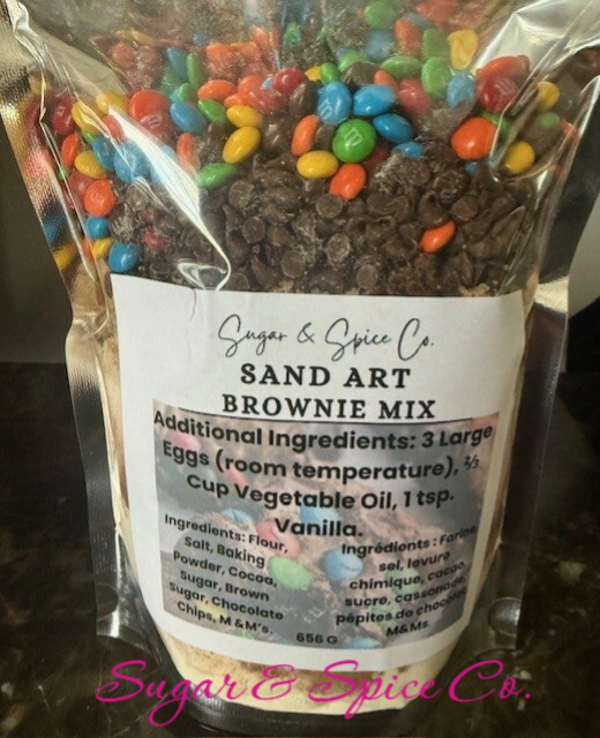 Sugar & Spice Co.
SAND ART
BROWNIE MIX
Additional Ingredients: 3 Large
Eggs (room temperature), ⅔
Cup Vegetable Oil, 1 tsp.
Vanilla.
Ingredients: Flour,
Salt, Baking
Powder, Cocoa,
Sugar, Brown
Sugar, Chocolate
Chips, M &M's.
656 G
Ingrédients : Farine,
sel, levure
chimique, cacao,
sucre, cassonade,
pépites de chocolat,
M&Ms.
Sugar & Spice Co.